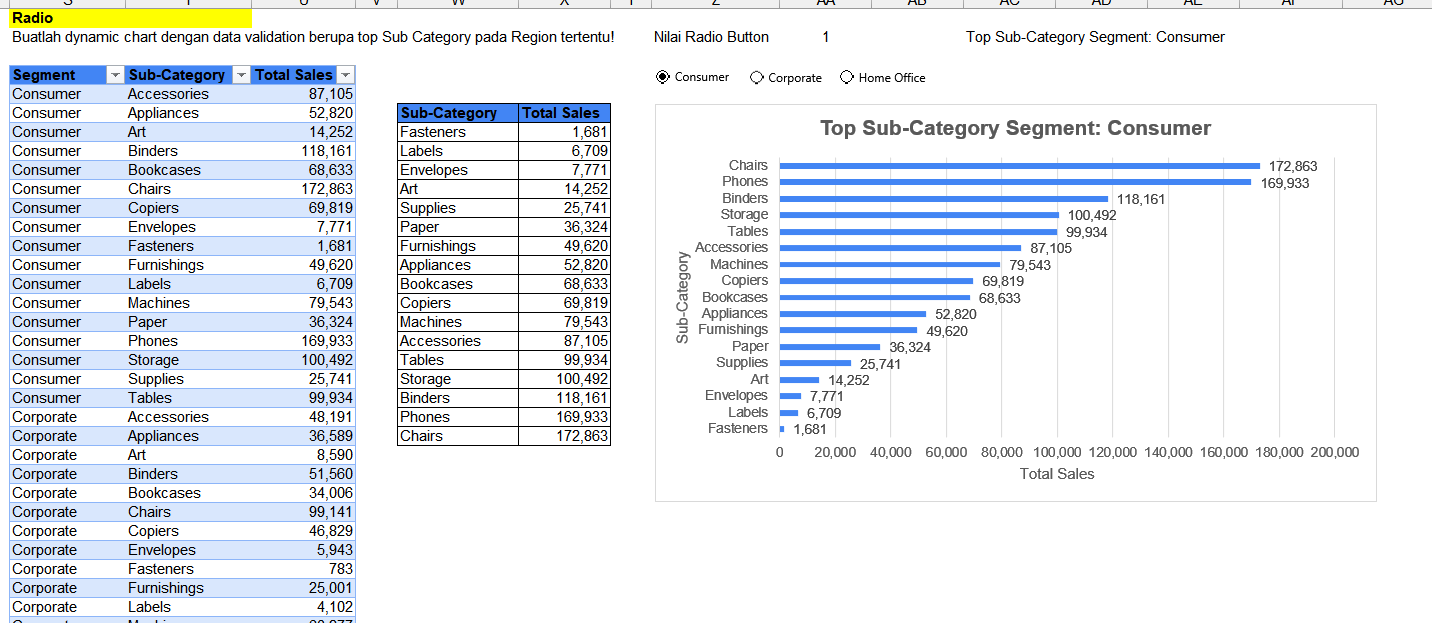 S T U V W X Y Z AA AB AC AD AE AF AG
Radio
Buatlah dynamic chart dengan data validation berupa top Sub Category pada Region tertentu!
Nilai Radio Button 1
Top Sub-Category Segment: Consumer
Consumer Corporate Home Office
Segment Sub-Category Total Sales
Consumer Accessories 87,105
Consumer Appliances 52,820
Consumer Art 14,252
Consumer Binders 118,161
Consumer Bookcases 68,633
Consumer Chairs 172,863
Consumer Copiers 69,819
Consumer Envelopes 7,771
Consumer Fasteners 1,681
Consumer Furnishings 49,620
Consumer Labels 6,709
Consumer Machines 79,543
Consumer Paper 36,324
Consumer Phones 169,933
Consumer Storage 100,492
Consumer Supplies 25,741
Consumer Tables 99,934
Corporate Accessories 48,191
Corporate Appliances 36,589
Corporate Art 8,590
Corporate Binders 51,560
Corporate Bookcases 34,006
Corporate Chairs 99,141
Corporate Copiers 46,829
Corporate Envelopes 5,943
Corporate Fasteners 783
Corporate Furnishings 25,001
Corporate Labels 4,102
Sub-Category Total Sales
Fasteners 1,681
Labels 6,709
Envelopes 7,771
Art 14,252
Supplies 25,741
Paper 36,324
Furnishings 49,620
Appliances 52,820
Bookcases 68,633
Copiers 69,819
Machines 79,543
Accessories 87,105
Tables 99,934
Storage 100,492
Binders 118,161
Phones 169,933
Chairs 172,863
Top Sub-Category Segment: Consumer
Sub-Category
Chairs 172,863
Phones 169,933
Binders 118,161
Storage 100,492
Tables 99,934
Accessories 87,105
Machines 79,543
Copiers 69,819
Bookcases 68,633
Appliances 52,820
Furnishings 49,620
Paper 36,324
Supplies 25,741
Art 14,252
Envelopes 7,771
Labels 6,709
Fasteners 1,681
0 20,000 40,000 60,000 80,000 100,000 120,000 140,000 160,000 180,000 200,000
Total Sales